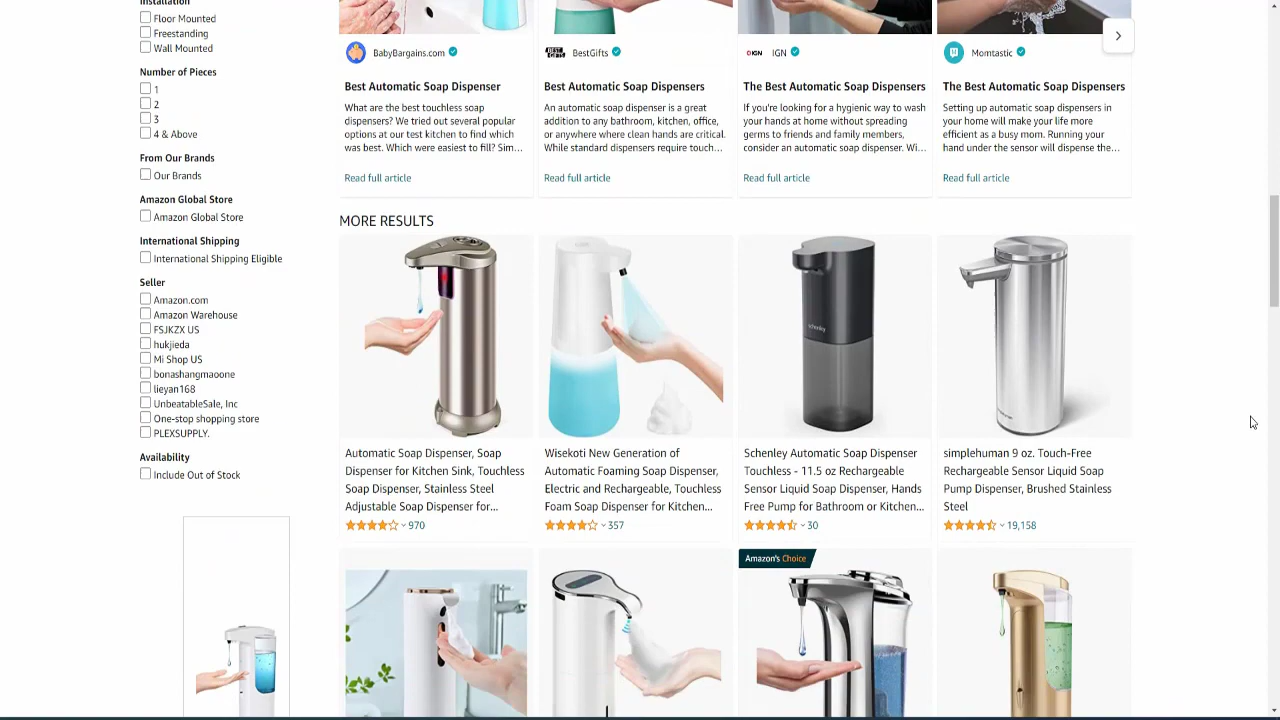 Installation
Floor Mounted
Freestanding
Wall Mounted
Number of Pieces
1
2
3
4 & Above
From Our Brands
Our Brands
Amazon Global Store
Amazon Global Store
International Shipping
International Shipping Eligible
Seller
Amazon.com
Amazon Warehouse
FSJKZX US
hukjieda
Mi Shop US
bonashangmaoone
lieyan168
UnbeatableSale, Inc
One-stop shopping store
PLEXSUPPLY.
Availability
Include Out of Stock
BabyBargains.com
Best Automatic Soap Dispenser
What are the best touchless soap
dispensers? We tried out several popular
options at our test kitchen to find which
was best. Which were easiest to fill? Sim...
Read full article
BEST GIFTS
BestGifts
Best Automatic Soap Dispensers
An automatic soap dispenser is a great
addition to any bathroom, kitchen, office,
or anywhere where clean hands are critical.
While standard dispensers require touch...
Read full article
IGN
IGN
The Best Automatic Soap Dispensers
If you're looking for a hygienic way to wash
your hands at home without spreading
germs to friends and family members,
consider an automatic soap dispenser. Wi...
Read full article
Momtastic
The Best Automatic Soap Dispensers
Setting up automatic soap dispensers in
your home will make your life more
efficient as a busy mom. Running your
hand under the sensor will dispense the...
Read full article
MORE RESULTS
Automatic Soap Dispenser, Soap
Dispenser for Kitchen Sink, Touchless
Soap Dispenser, Stainless Steel
Adjustable Soap Dispenser for...
970
Wisekoti New Generation of
Automatic Foaming Soap Dispenser,
Electric and Rechargeable, Touchless
Foam Soap Dispenser for Kitchen...
357
schenley
Schenley Automatic Soap Dispenser
Touchless - 11.5 oz Rechargeable
Sensor Liquid Soap Dispenser, Hands
Free Pump for Bathroom or Kitchen...
30
simplehuman 9 oz. Touch-Free
Rechargeable Sensor Liquid Soap
Pump Dispenser, Brushed Stainless
Steel
19,158
Amazon's Choice